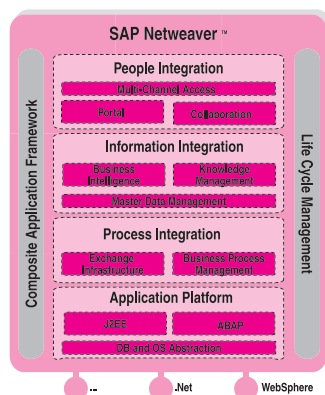 SAP Netweaver ™
People Integration
Multi-Channel Access
Portal
Collaboration
Information Integration
Business
Intelligence
Knowledge
Management
Master Data Management
Process Integration
Exchange
Infrastructure
Business Process
Management
Application Platform
J2EE
ABAP
DB and OS Abstraction
Composite Application Framework
Life Cycle Management
...
.Net
WebSphere